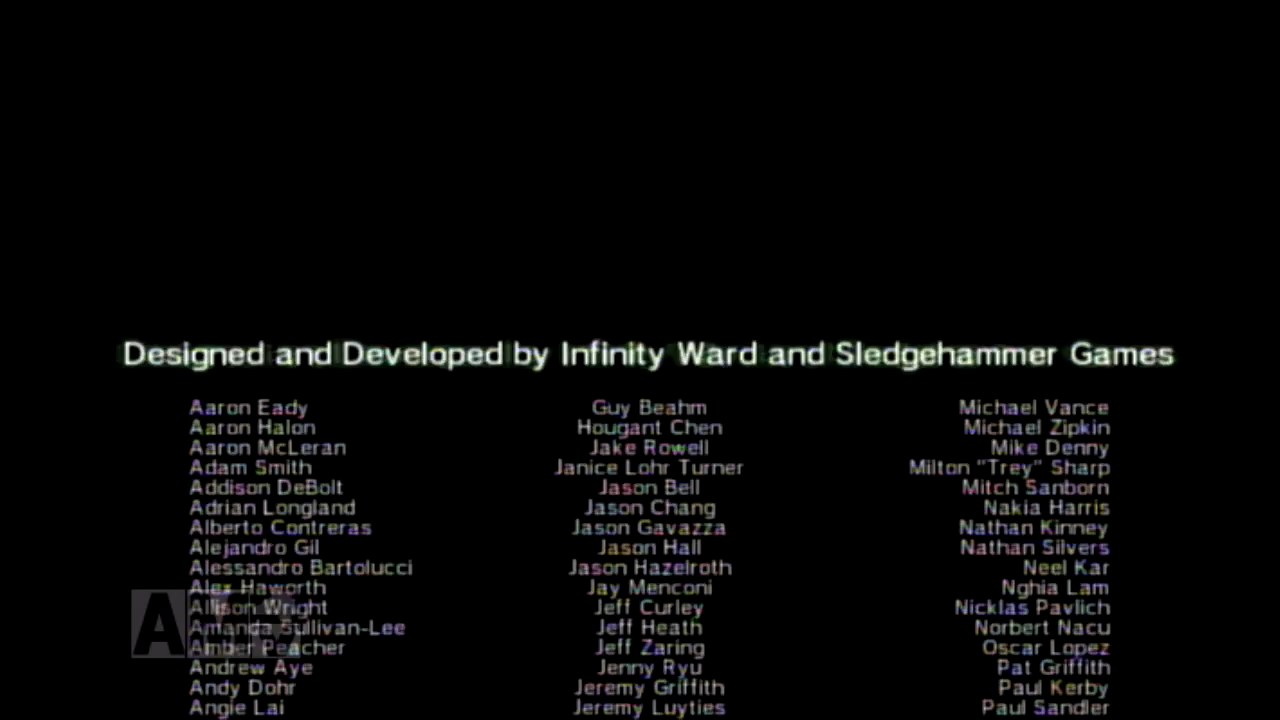 Designed and Developed by Infinity Ward and Sledgehammer Games
Aaron Eady Guy Beahm Michael Vance
Aaron Halon Hougant Chen Michael Zipkin
Aaron McLeran Jake Rowell Mike Denny
Adam Smith Janice Lohr Turner Milton "Trey" Sharp
Addison DeBolt Jason Bell Mitch Sanborn
Adrian Longland Jason Chang Nakia Harris
Alberto Contreras Jason Gavazza Nathan Kinney
Alejandro Gil Jason Hall Nathan Silvers
Alessandro Bartolucci Jason Hazelroth Neel Kar
Alex Haworth Jay Menconi Nghia Lam
Allison Wright Jeff Curley Nicklas Pavlich
Amanda Sullivan-Lee Jeff Heath Norbert Nacu
Amber Peacher Jeff Zaring Oscar Lopez
Andrew Aye Jenny Ryu Pat Griffith
Andy Dohr Jeremy Griffith Paul Kerby
Angie Lai Jeremy Luyties Paul Sandler